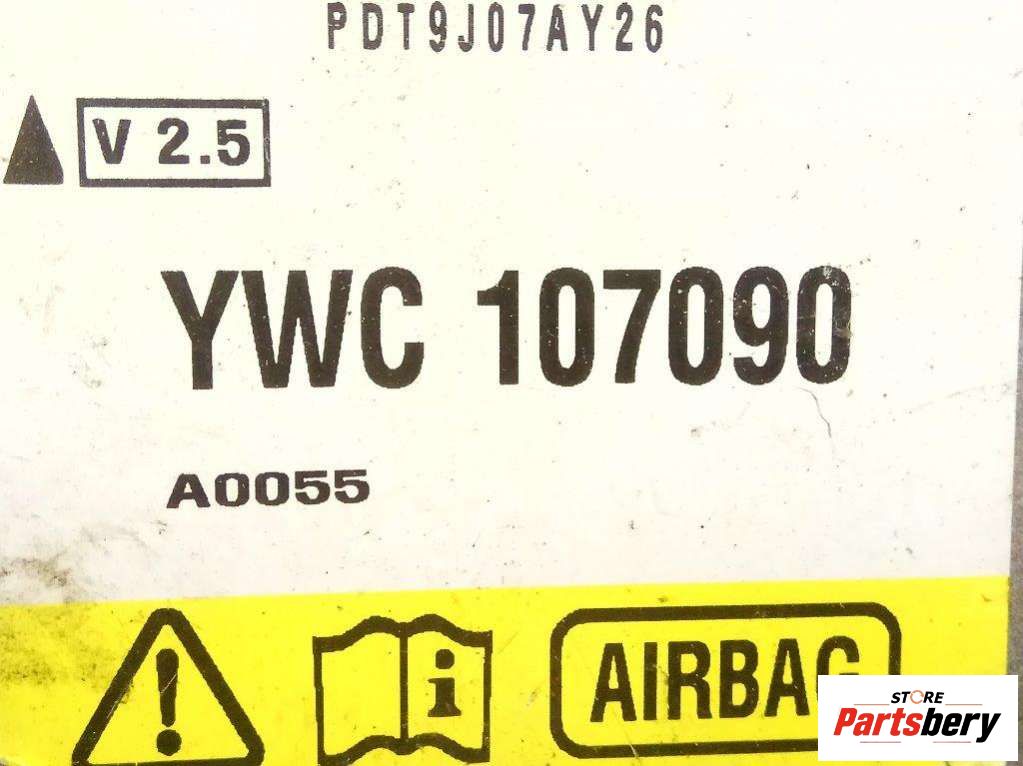 PDT9J07AY26
V 2.5
YWC 107090
A0055
i
AIRBAG
STORE
Partsbery